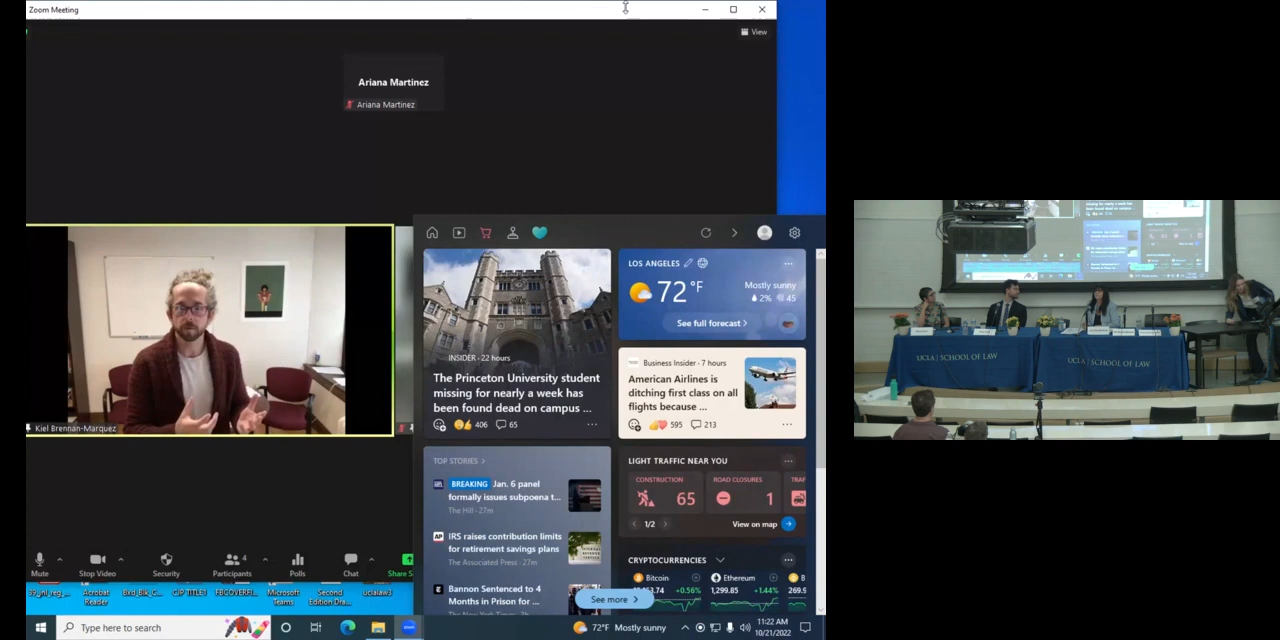 Zoom Meeting
View
Ariana Martinez
Ariana Martinez
Kiel Brennan-Marquez
INSIDER · 22 hours
The Princeton University student
missing for nearly a week has
been found dead on campus ...
406
65
LOS ANGELES
72 °F
Mostly sunny
2%
45
See full forecast
Business Insider · 7 hours
American Airlines is
ditching first class on all
flights because ...
595
213
TOP STORIES
BREAKING Jan. 6 panel
formally issues subpoena t...
The Hill · 27m
AP
IRS raises contribution limits
for retirement savings plans
The Associated Press · 27m
Bannon Sentenced to 4
Months in Prison for ...
LIGHT TRAFFIC NEAR YOU
CONSTRUCTION
65
ROAD CLOSURES
1
TRAF
1/2
View on map
CRYPTOCURRENCIES
Bitcoin
+0.56%
Ethereum
1,299.85
+1.44%
B
269.9
See more
Mute
Stop Video
Security
4
Participants
Polls
Chat
Share S
Acrobat
Reader
Microsoft
Teams
Second
Edition Dra...
uclalaw3
Type here to search
zoom
72°F Mostly sunny
11:22 AM
10/21/2022
UCLA SCHOOL OF LAW
UCLA SCHOOL OF LAW